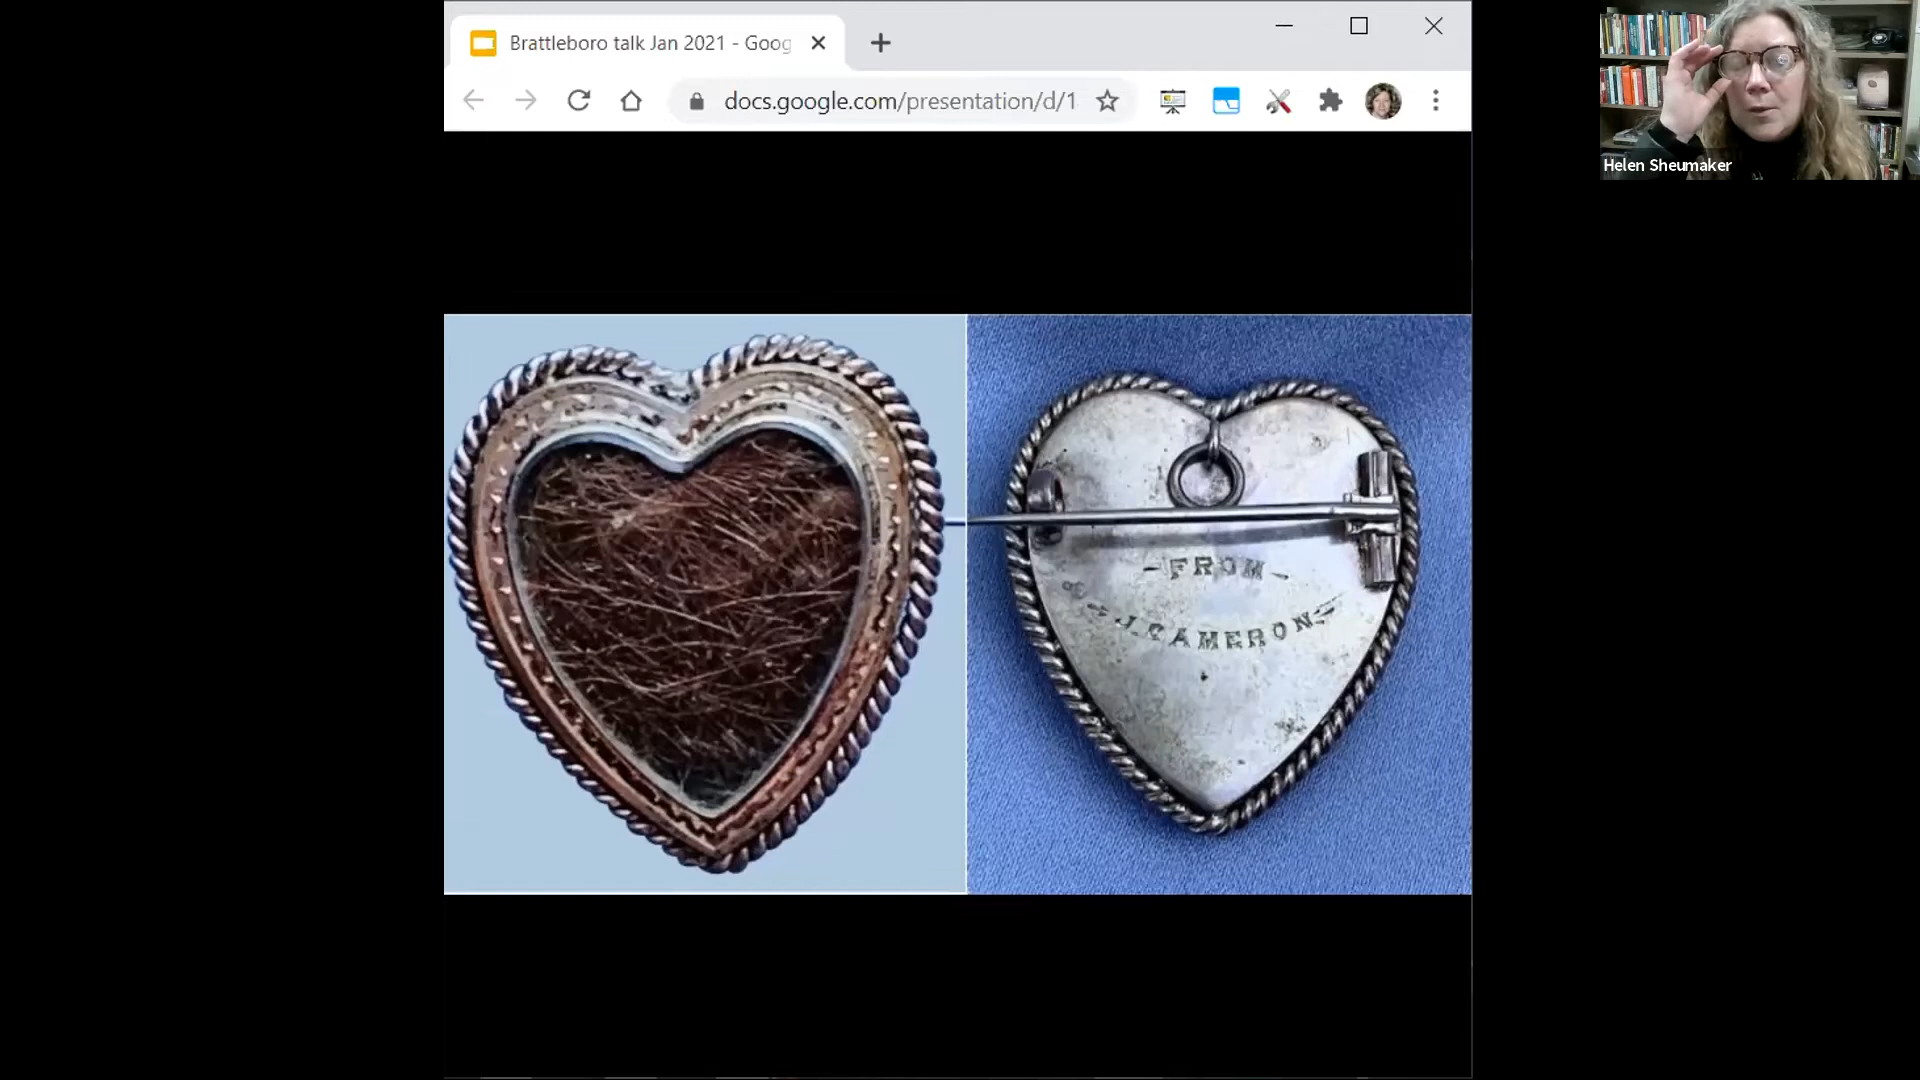 Brattleboro talk Jan 2021 - Goog
docs.google.com/presentation/d/1
Helen Sheumaker
-FROM-
J.CAMERON